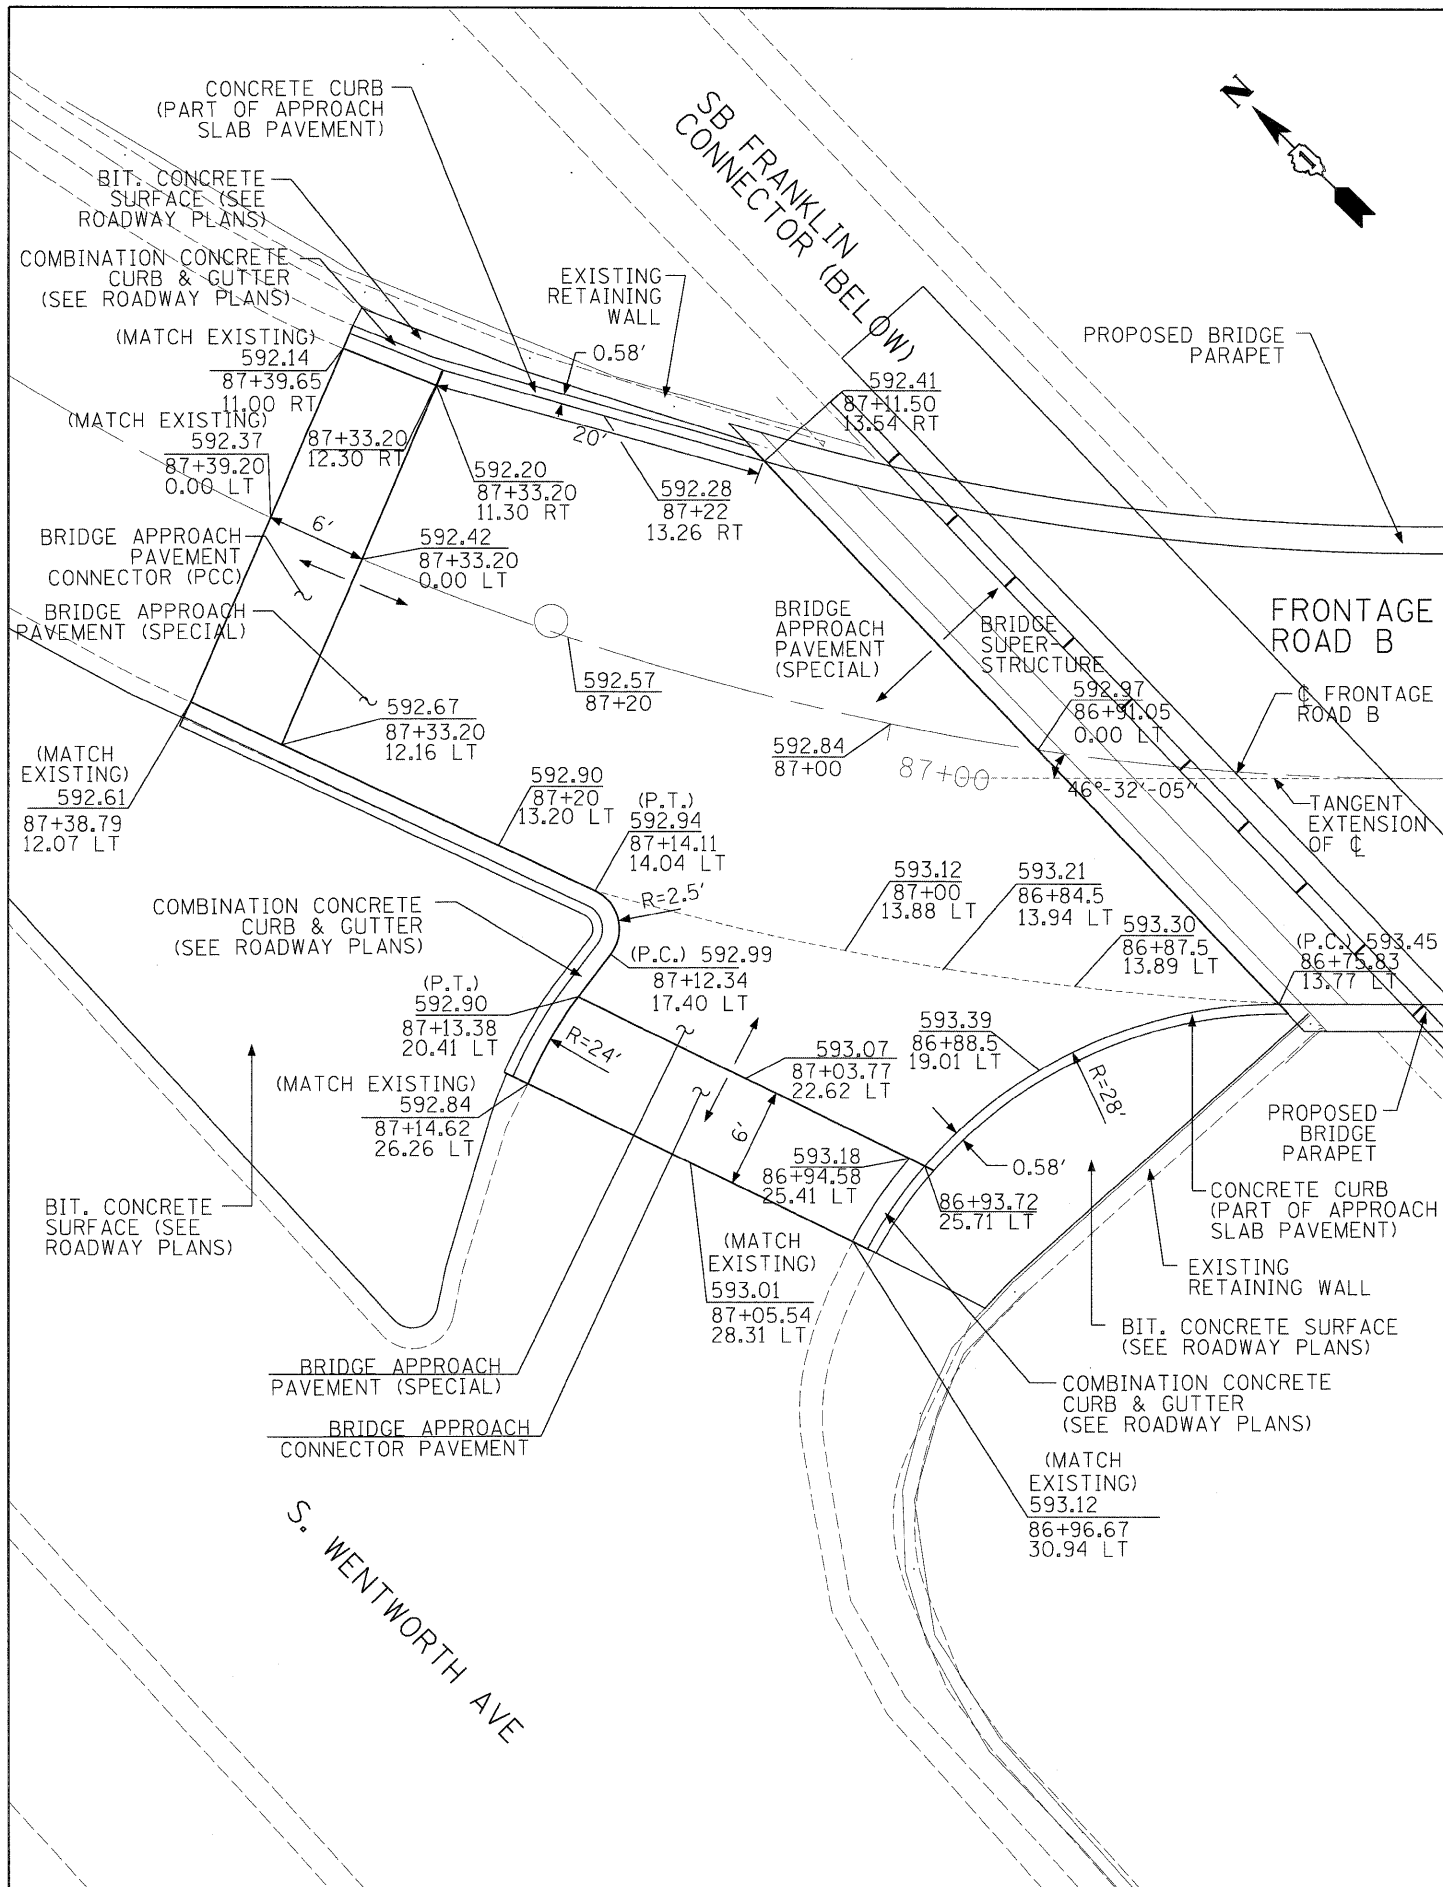 CONCRETE CURB
(PART OF APPROACH
SLAB PAVEMENT)
BIT. CONCRETE
SURFACE (SEE
ROADWAY PLANS)
COMBINATION CONCRETE
CURB & GUTTER
(SEE ROADWAY PLANS)
(MATCH EXISTING)
592.14
87+39.65
11.00 RT
(MATCH EXISTING)
592.37
87+39.20
0.00 LT
87+33.20
12.30 RT
EXISTING
RETAINING
WALL
0.58'
20'
SB FRANKLIN
CONNECTOR (BELOW)
N
1
PROPOSED BRIDGE
PARAPET
592.41
87+11.50
13.54 RT
592.20
87+33.20
11.30 RT
592.28
87+22
13.26 RT
6'
592.42
87+33.20
0.00 LT
BRIDGE APPROACH
PAVEMENT
CONNECTOR (PCC)
BRIDGE APPROACH
PAVEMENT (SPECIAL)
592.57
87+20
592.67
87+33.20
12.16 LT
BRIDGE
APPROACH
PAVEMENT
(SPECIAL)
BRIDGE
SUPER-
STRUCTURE
FRONTAGE
ROAD B
592.97
86+91.05
0.00 LT
℄ FRONTAGE
ROAD B
592.84
87+00
87+00
46°-32'-05"
TANGENT
EXTENSION
OF ℄
(MATCH
EXISTING)
592.61
87+38.79
12.07 LT
592.90
87+20
13.20 LT
(P.T.)
592.94
87+14.11
14.04 LT
R=2.5'
593.12
87+00
13.88 LT
593.21
86+84.5
13.94 LT
593.30
86+87.5
13.89 LT
(P.C.) 593.45
86+75.83
13.77 LT
COMBINATION CONCRETE
CURB & GUTTER
(SEE ROADWAY PLANS)
(P.C.) 592.99
87+12.34
17.40 LT
(P.T.)
592.90
87+13.38
20.41 LT
R=24'
(MATCH EXISTING)
592.84
87+14.62
26.26 LT
593.07
87+03.77
22.62 LT
593.39
86+88.5
19.01 LT
R=28'
6'
593.18
86+94.58
25.41 LT
0.58'
86+93.72
25.71 LT
PROPOSED
BRIDGE
PARAPET
CONCRETE CURB
(PART OF APPROACH
SLAB PAVEMENT)
EXISTING
RETAINING WALL
BIT. CONCRETE SURFACE
(SEE ROADWAY PLANS)
COMBINATION CONCRETE
CURB & GUTTER
(SEE ROADWAY PLANS)
BIT. CONCRETE
SURFACE (SEE
ROADWAY PLANS)
(MATCH
EXISTING)
593.01
87+05.54
28.31 LT
BRIDGE APPROACH
PAVEMENT (SPECIAL)
BRIDGE APPROACH
CONNECTOR PAVEMENT
(MATCH
EXISTING)
593.12
86+96.67
30.94 LT
S. WENTWORTH AVE